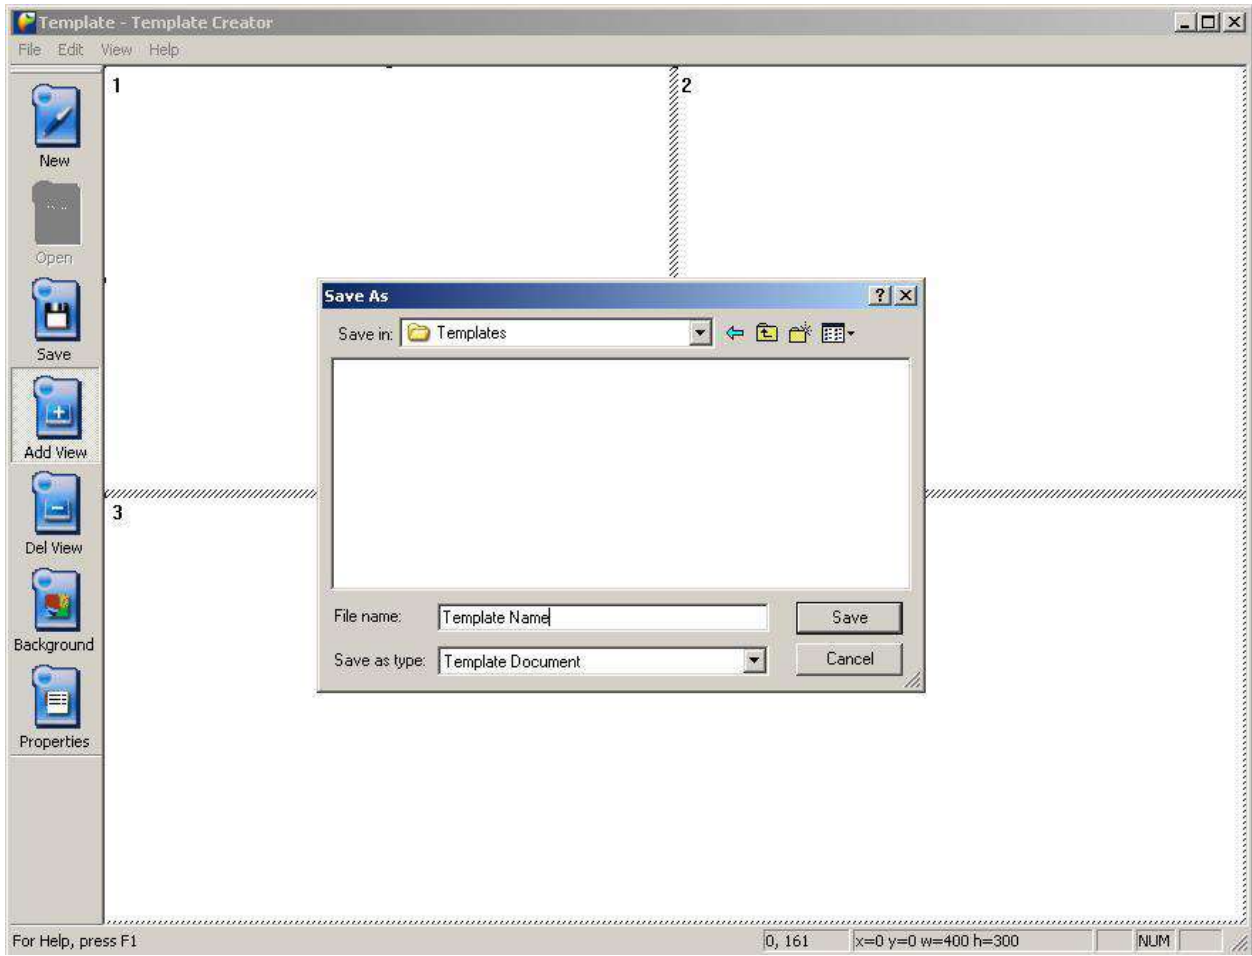 Template - Template Creator
File Edit View Help
1
2
New
Open
Save As
Save in: Templates
Save
Add View
3
Del View
File name: Template Name Save
Background
Save as type: Template Document Cancel
Properties
For Help, press F1 0, 161 x=0 y=0 w=400 h=300 NUM